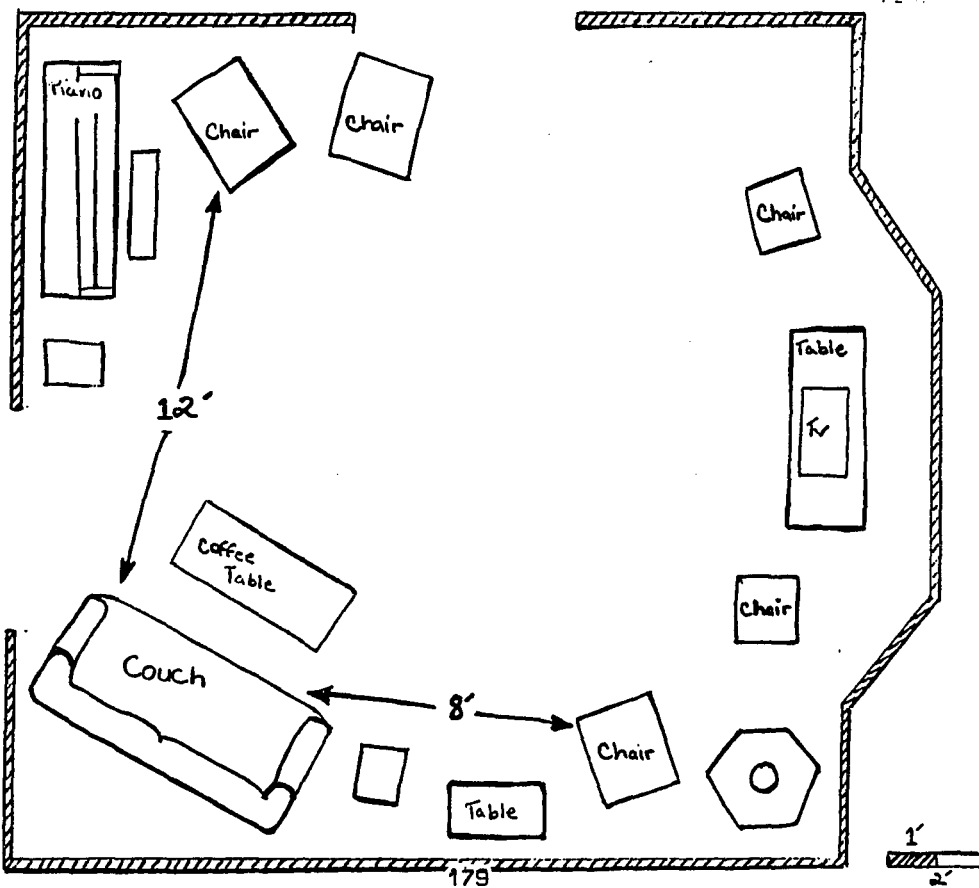 Piano
Chair
Chair
Chair
Table
Tv
12'
Coffee
Table
Chair
Couch
8'
Chair
Table
1'
2'
179